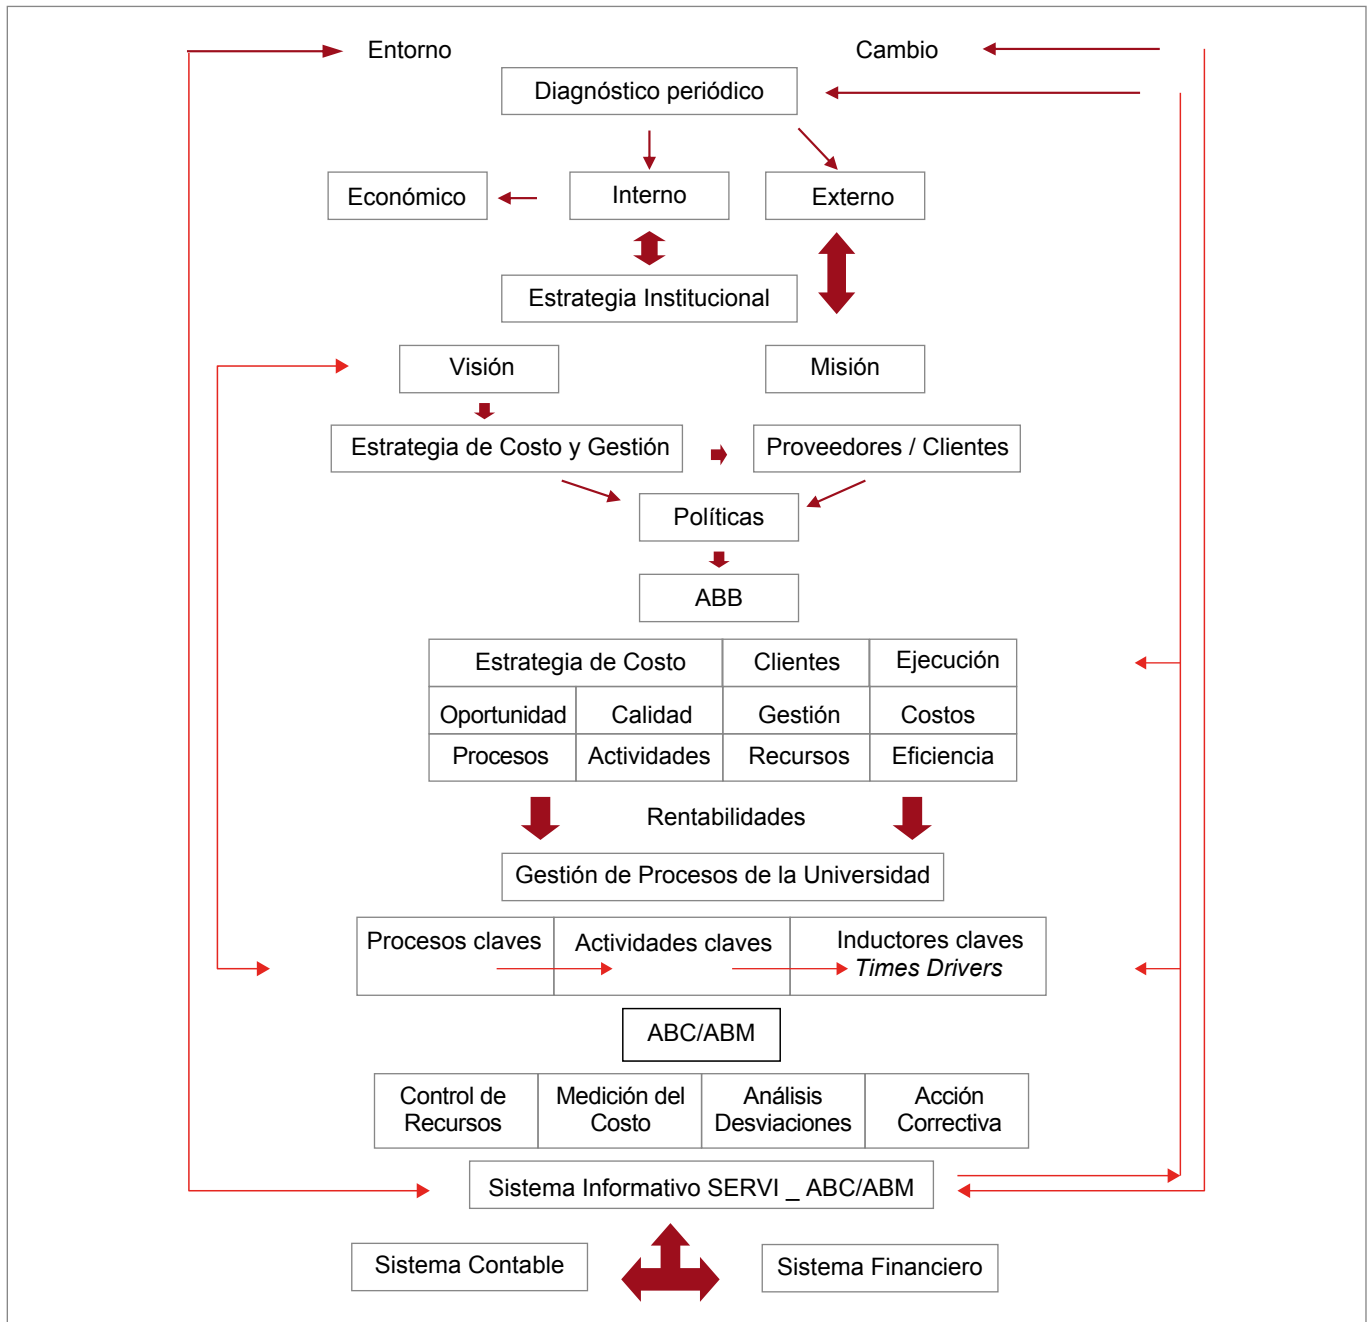 Entorno
Cambio
Diagnóstico periódico
Económico
Interno
Externo
Estrategia Institucional
Visión
Misión
Estrategia de Costo y Gestión
Proveedores / Clientes
Políticas
ABB
Estrategia de Costo
Clientes
Ejecución
Oportunidad
Calidad
Gestión
Costos
Procesos
Actividades
Recursos
Eficiencia
Rentabilidades
Gestión de Procesos de la Universidad
Procesos claves
Actividades claves
Inductores claves
Times Drivers
ABC/ABM
Control de
Recursos
Medición del
Costo
Análisis
Desviaciones
Acción
Correctiva
Sistema Informativo SERVI _ ABC/ABM
Sistema Contable
Sistema Financiero